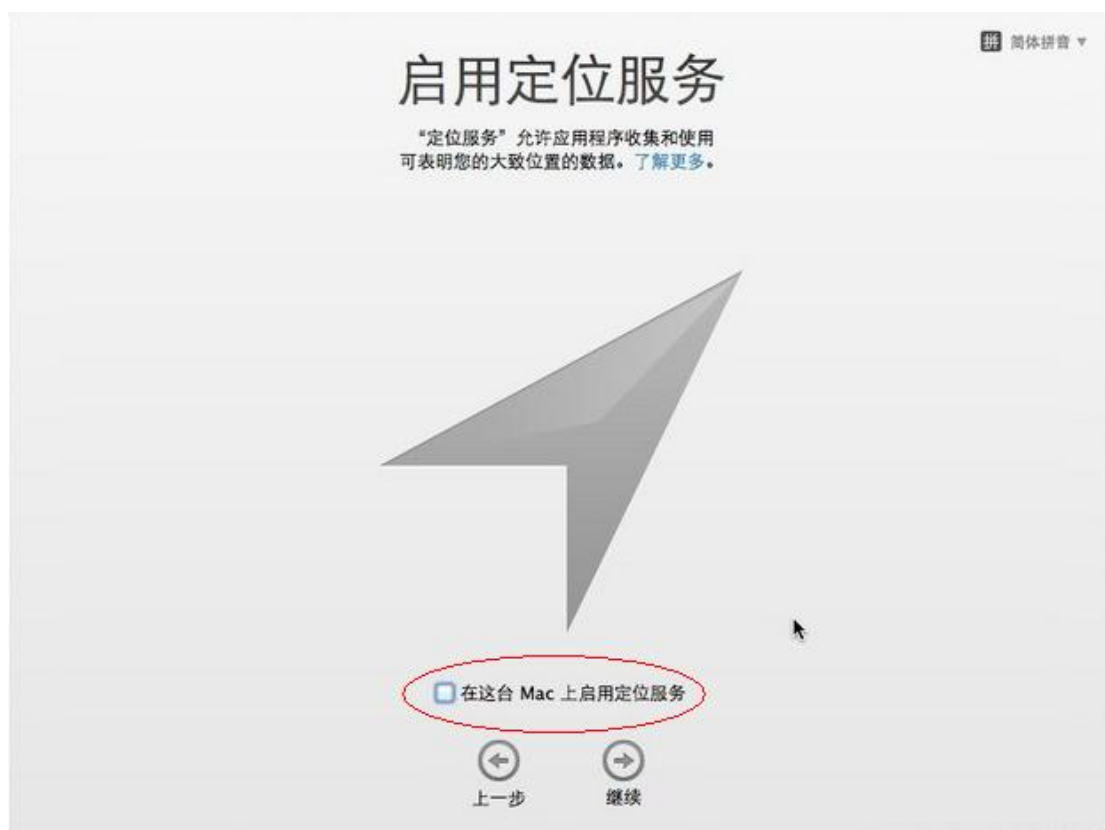 拼 简体拼音
启用定位服务
“定位服务”允许应用程序收集和使用
可表明您的大致位置的数据。了解更多。
在这台 Mac 上启用定位服务
上一步 继续